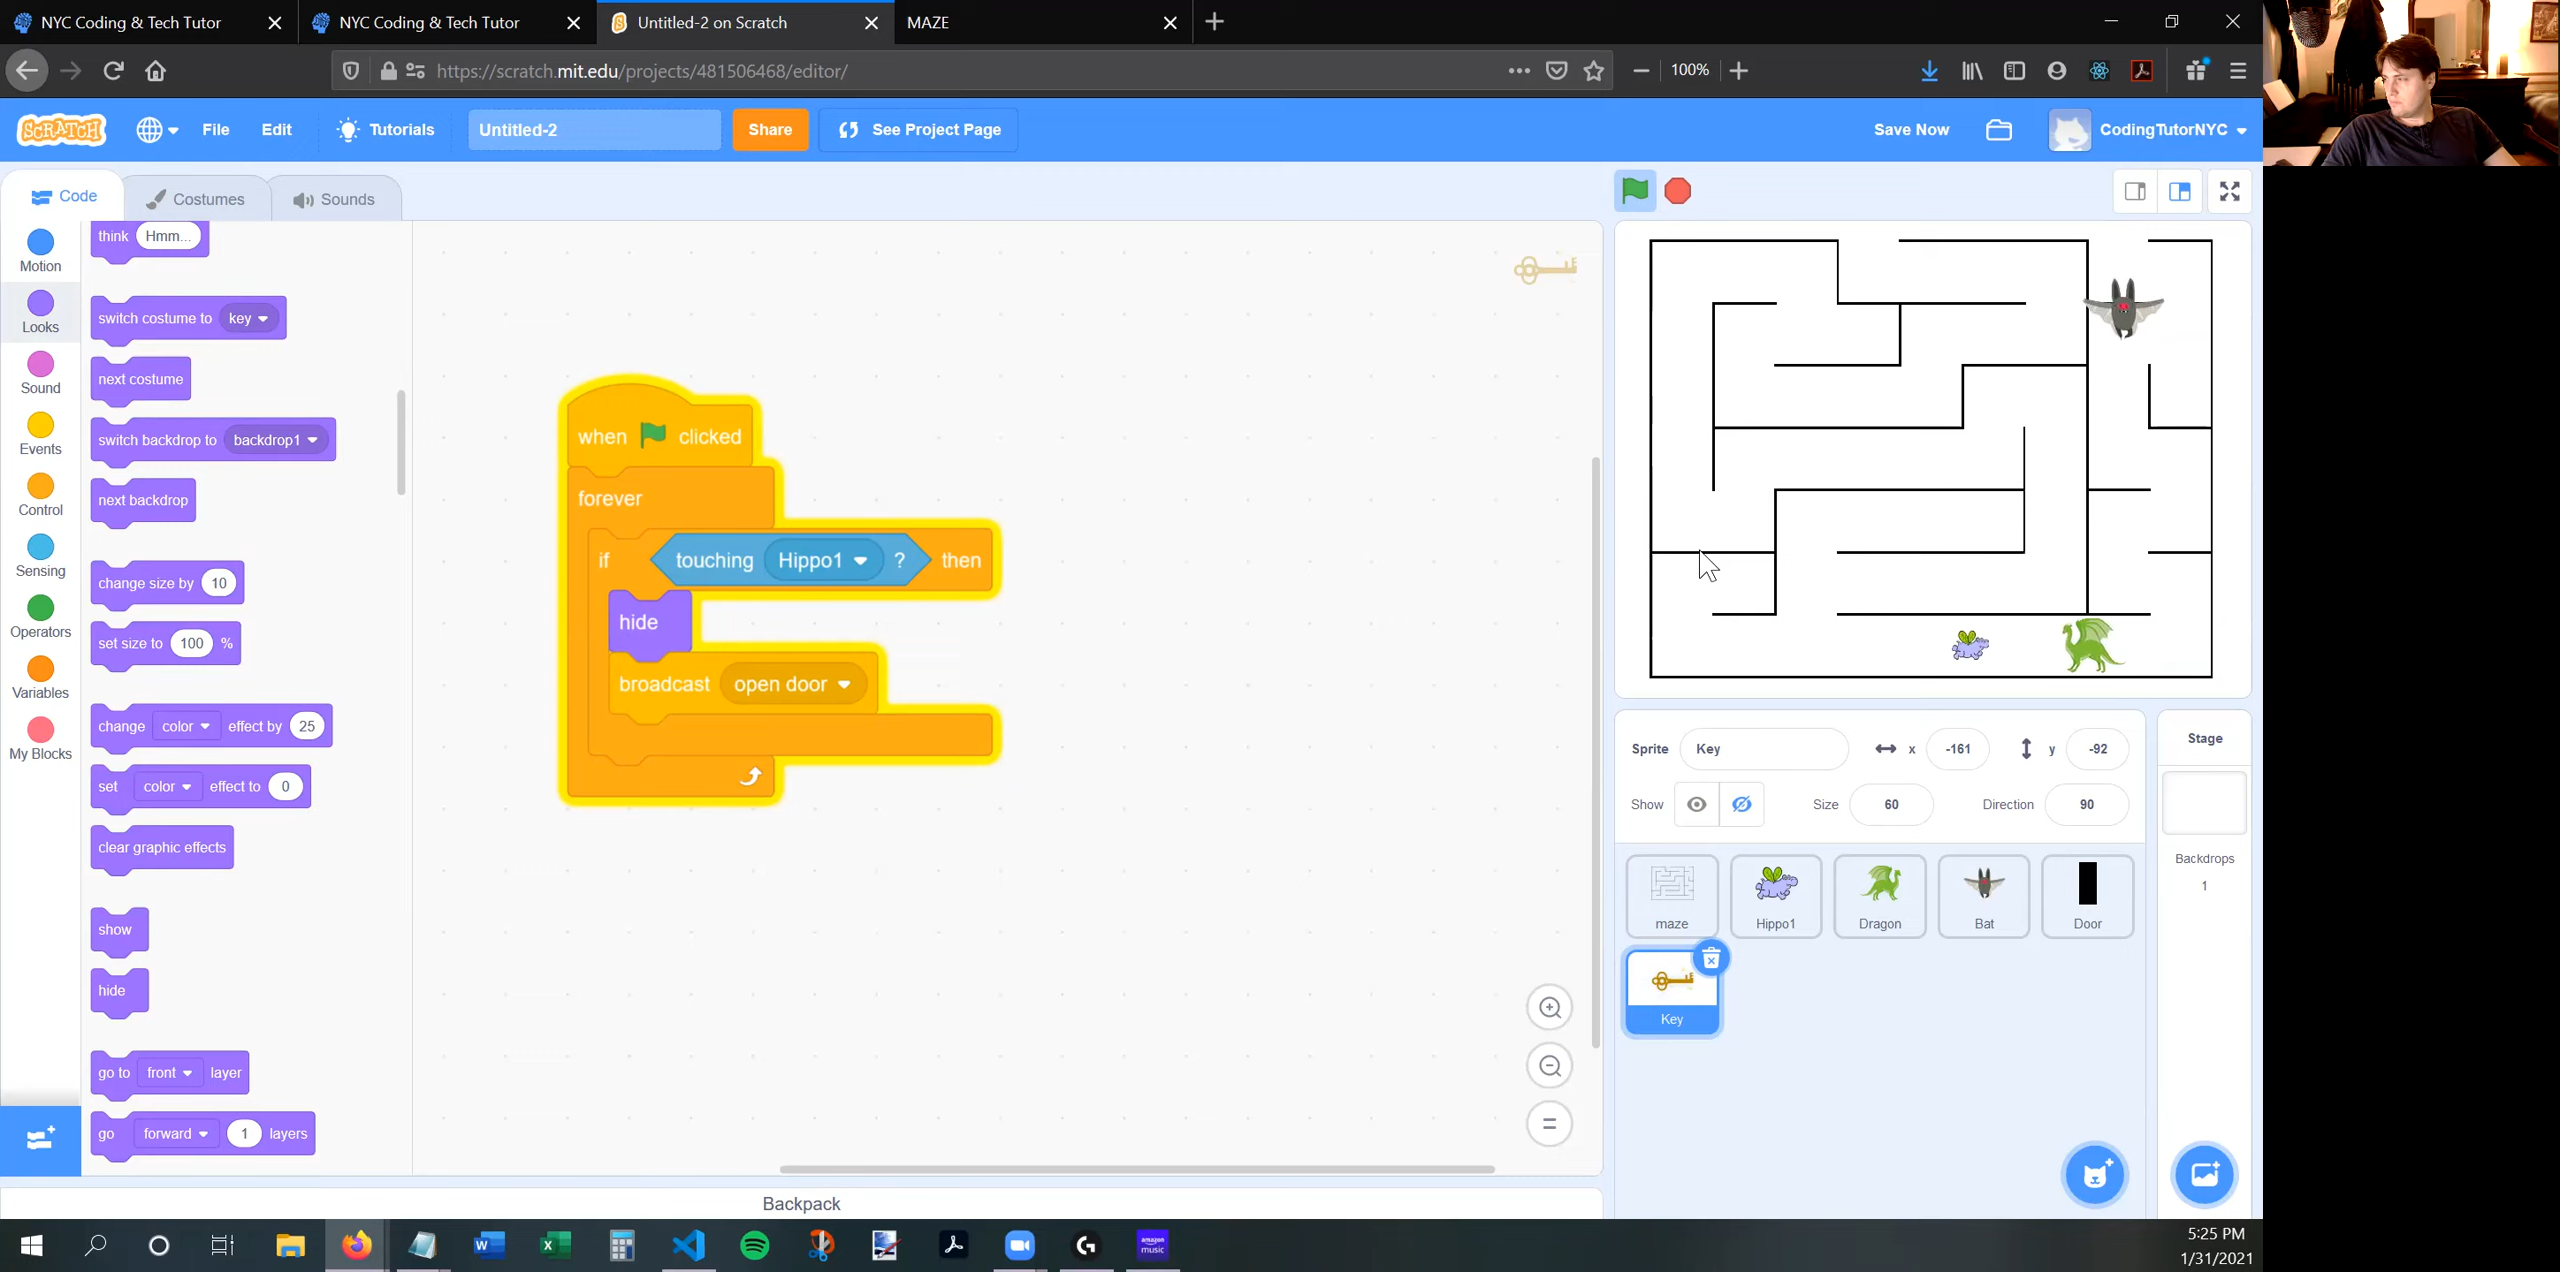 NYC Coding & Tech Tutor
NYC Coding & Tech Tutor
Untitled-2 on Scratch
MAZE
https://scratch.mit.edu/projects/481506468/editor/
100%
SCRATCH
File
Edit
Tutorials
Untitled-2
Share
See Project Page
Save Now
CodingTutorNYC
Code
Costumes
Sounds
Motion
Looks
Sound
Events
Control
Sensing
Operators
Variables
My Blocks
think Hmm...
switch costume to key
next costume
switch backdrop to backdrop1
next backdrop
change size by 10
set size to 100 %
change color effect by 25
set color effect to 0
clear graphic effects
show
hide
go to front layer
go forward 1 layers
when clicked
forever
if touching Hippo1 ? then
hide
broadcast open door
Sprite Key x -161 y -92
Show Size 60 Direction 90
Stage
Backdrops
1
maze
Hippo1
Dragon
Bat
Door
Key
Backpack
amazon
music
5:25 PM
1/31/2021